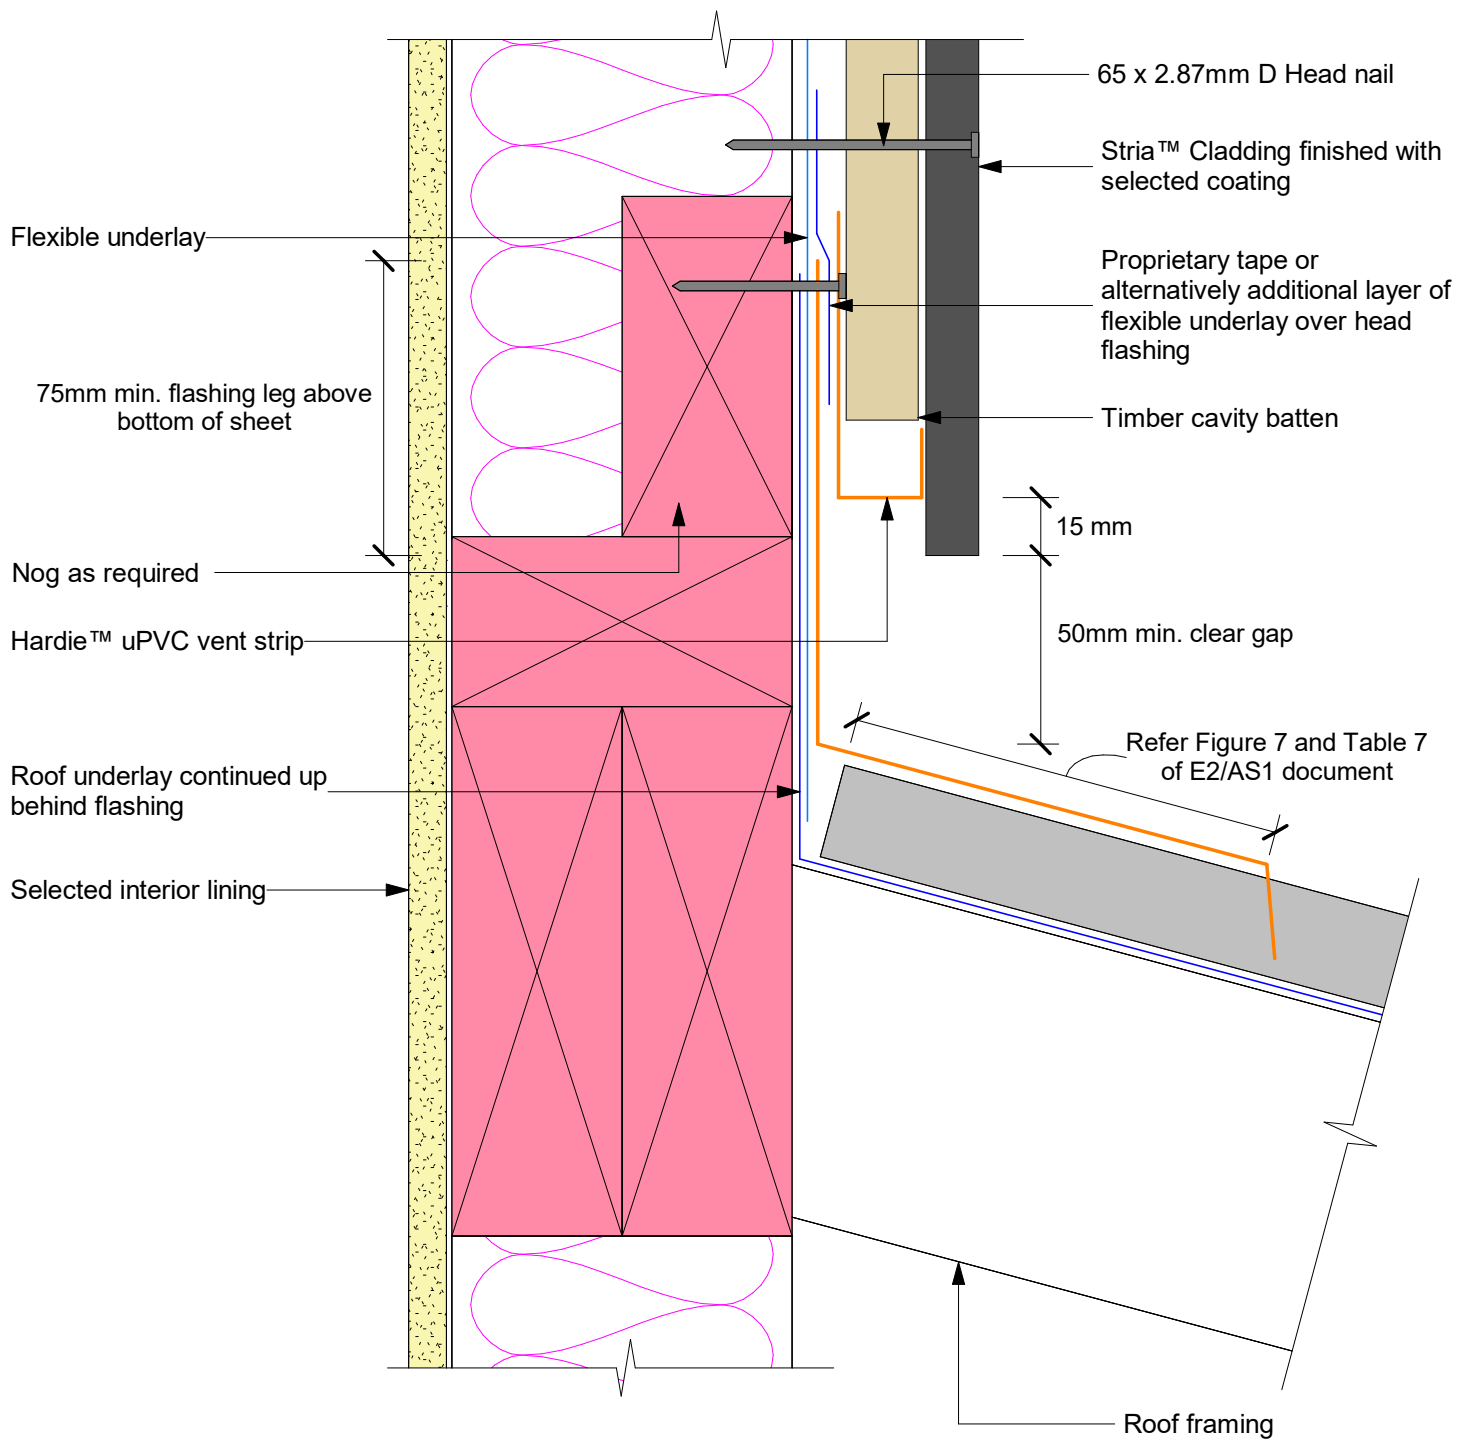 65 x 2.87mm D Head nail
Stria™ Cladding finished with
selected coating
Flexible underlay
Proprietary tape or
alternatively additional layer of
flexible underlay over head
flashing
75mm min. flashing leg above
bottom of sheet
Timber cavity batten
15 mm
Nog as required
Hardie™ uPVC vent strip
50mm min. clear gap
Refer Figure 7 and Table 7
of E2/AS1 document
Roof underlay continued up
behind flashing
Selected interior lining
Roof framing